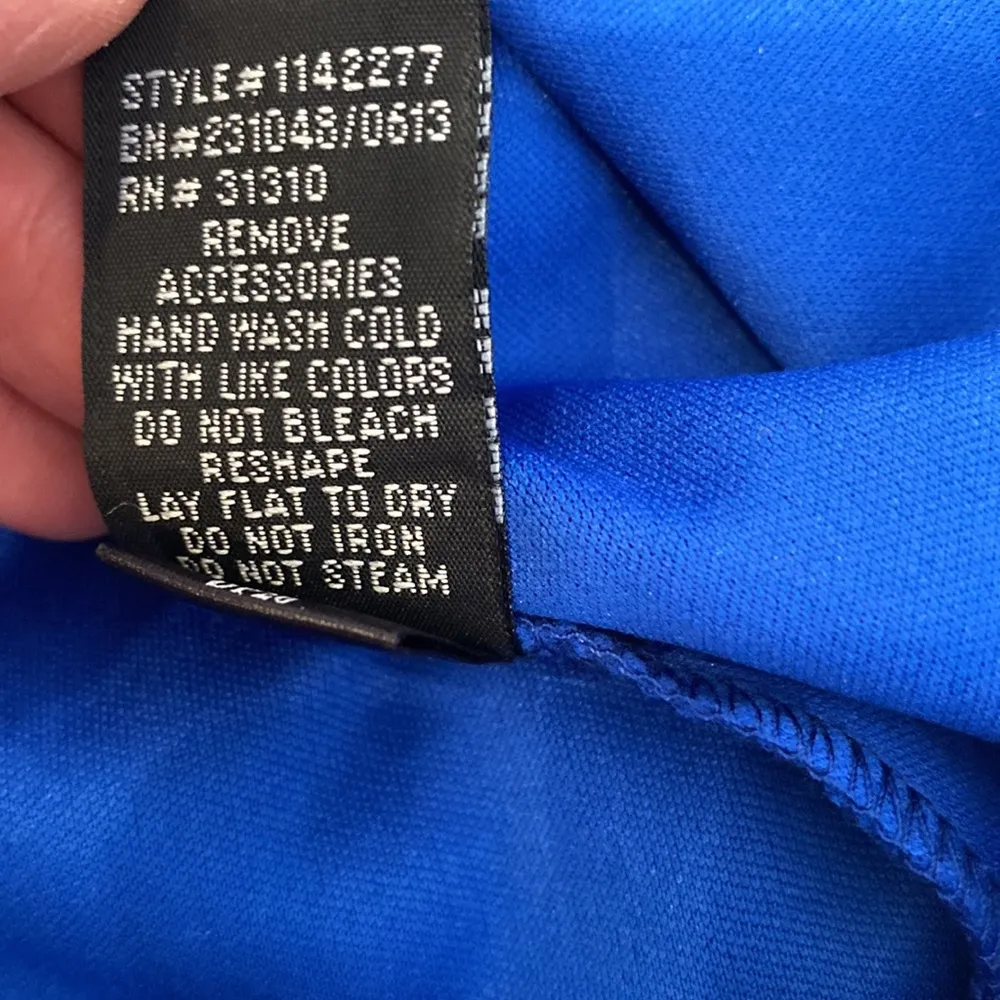 STYLE#1142277
BN#231048/0613
RN# 31310
REMOVE
ACCESSORIES
HAND WASH COLD
WITH LIKE COLORS
DO NOT BLEACH
RESHAPE
LAY FLAT TO DRY
DO NOT IRON
DO NOT STEAM